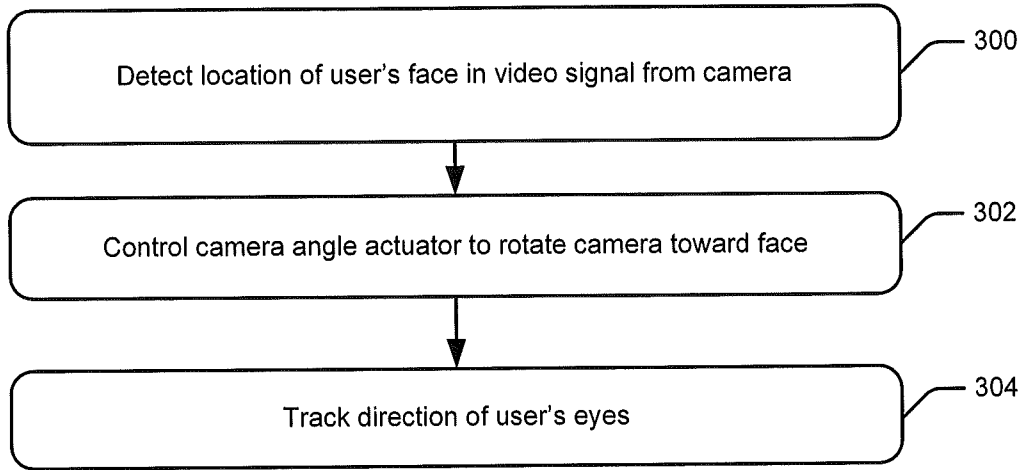 Detect location of user's face in video signal from camera
300
Control camera angle actuator to rotate camera toward face
302
Track direction of user's eyes
304